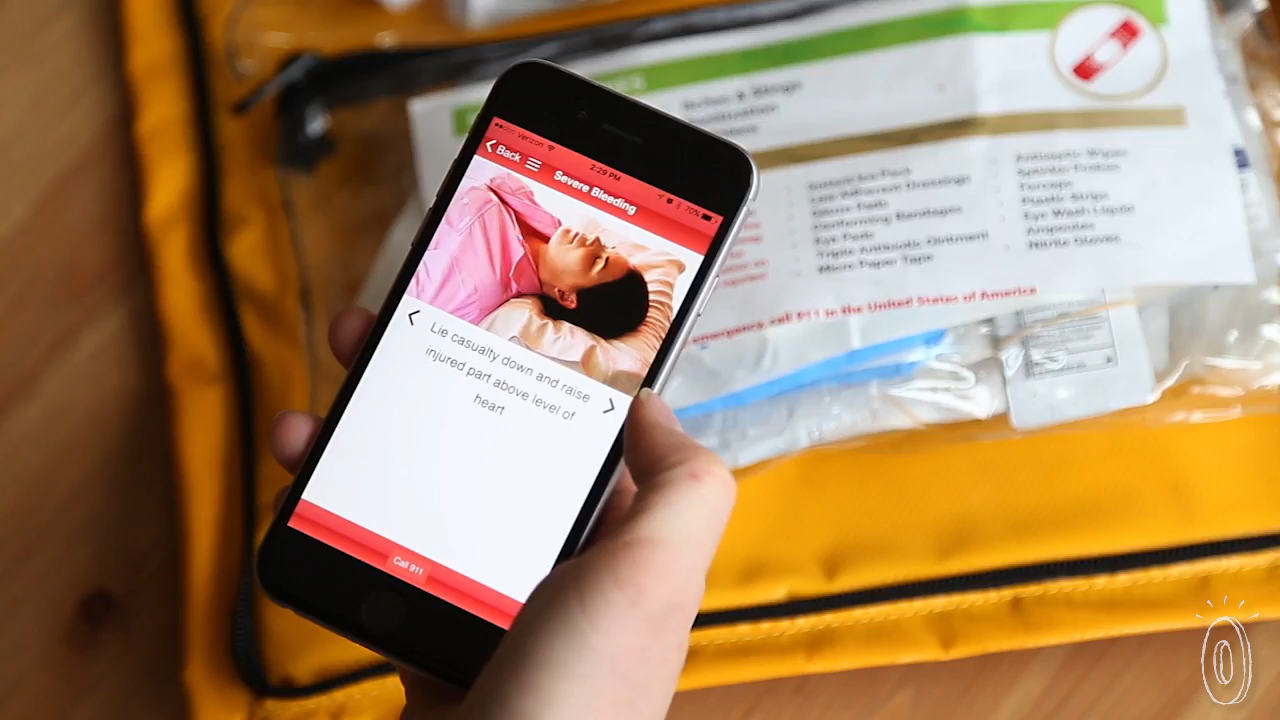 Verizon
2:29 PM
70%
Back
Severe Bleeding
Lie casualty down and raise
injured part above level of
heart
Call 911
Instant Ice Pack
Low Adherent Dressings
Gauze Pads
Conforming Bandages
Eye Pads
Triple Antibiotic Ointment
Micro Paper Tape
Antiseptic Wipes
Splinter Probes
Forceps
Plastic Strips
Eye Wash Liquid
Ampoules
Nitrile Gloves
emergency, call 911 in the United States of America